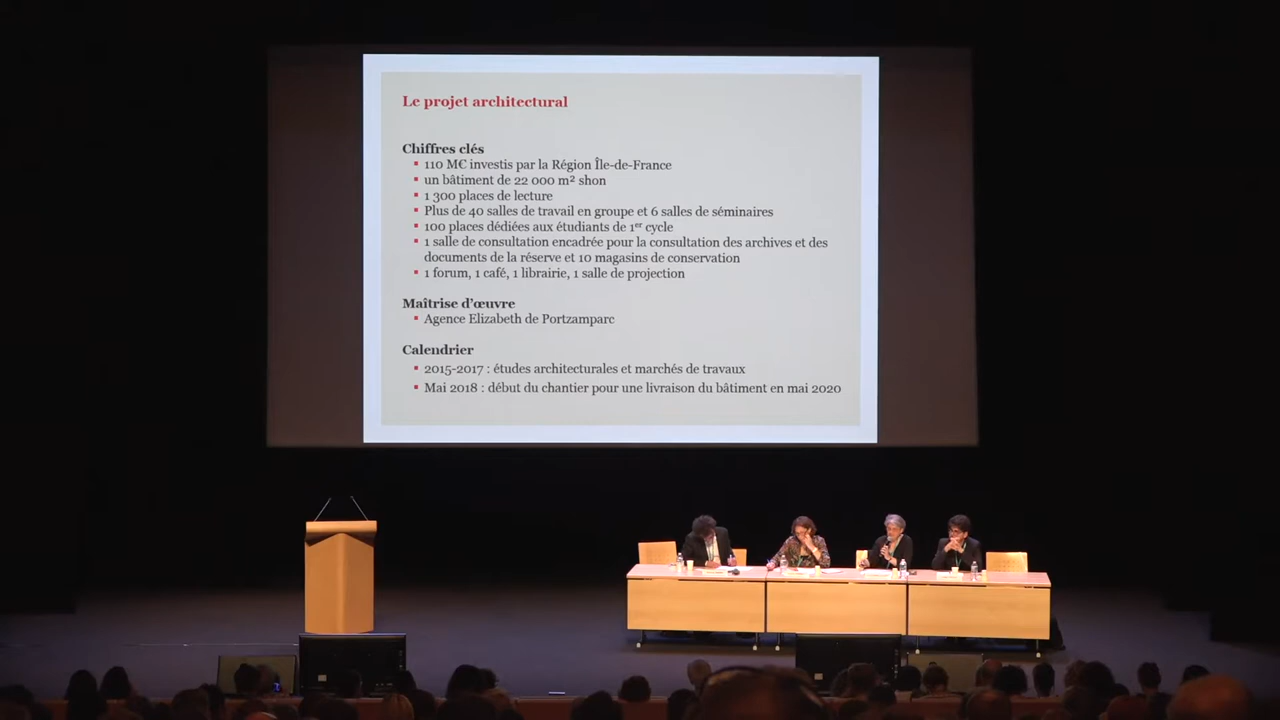 Le projet architectural
Chiffres clés
▪ 110 M€ investis par la Région Île-de-France
▪ un bâtiment de 22 000 m² shon
▪ 1 300 places de lecture
▪ Plus de 40 salles de travail en groupe et 6 salles de séminaires
▪ 100 places dédiées aux étudiants de 1er cycle
▪ 1 salle de consultation encadrée pour la consultation des archives et des
documents de la réserve et 10 magasins de conservation
▪ 1 forum, 1 café, 1 librairie, 1 salle de projection
Maîtrise d’œuvre
▪ Agence Elizabeth de Portzamparc
Calendrier
▪ 2015-2017 : études architecturales et marchés de travaux
▪ Mai 2018 : début du chantier pour une livraison du bâtiment en mai 2020